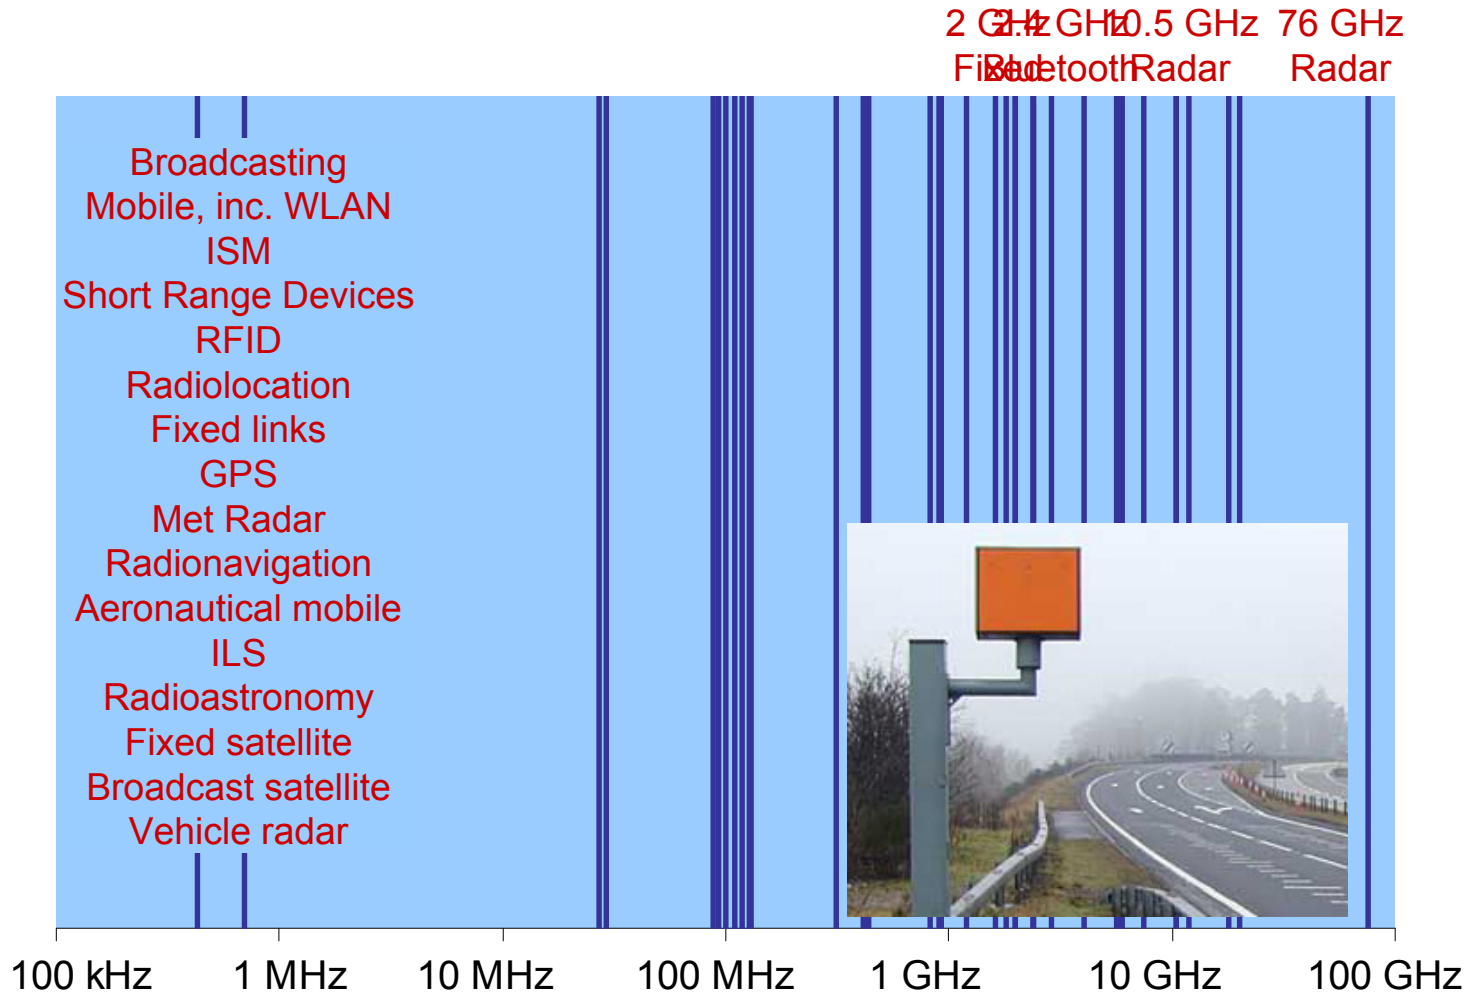 2 GHz 2.4 GHz 10.5 GHz 76 GHz
Fixed Bluetooth Radar Radar
Broadcasting
Mobile, inc. WLAN
ISM
Short Range Devices
RFID
Radiolocation
Fixed links
GPS
Met Radar
Radionavigation
Aeronautical mobile
ILS
Radioastronomy
Fixed satellite
Broadcast satellite
Vehicle radar
100 kHz 1 MHz 10 MHz 100 MHz 1 GHz 10 GHz 100 GHz